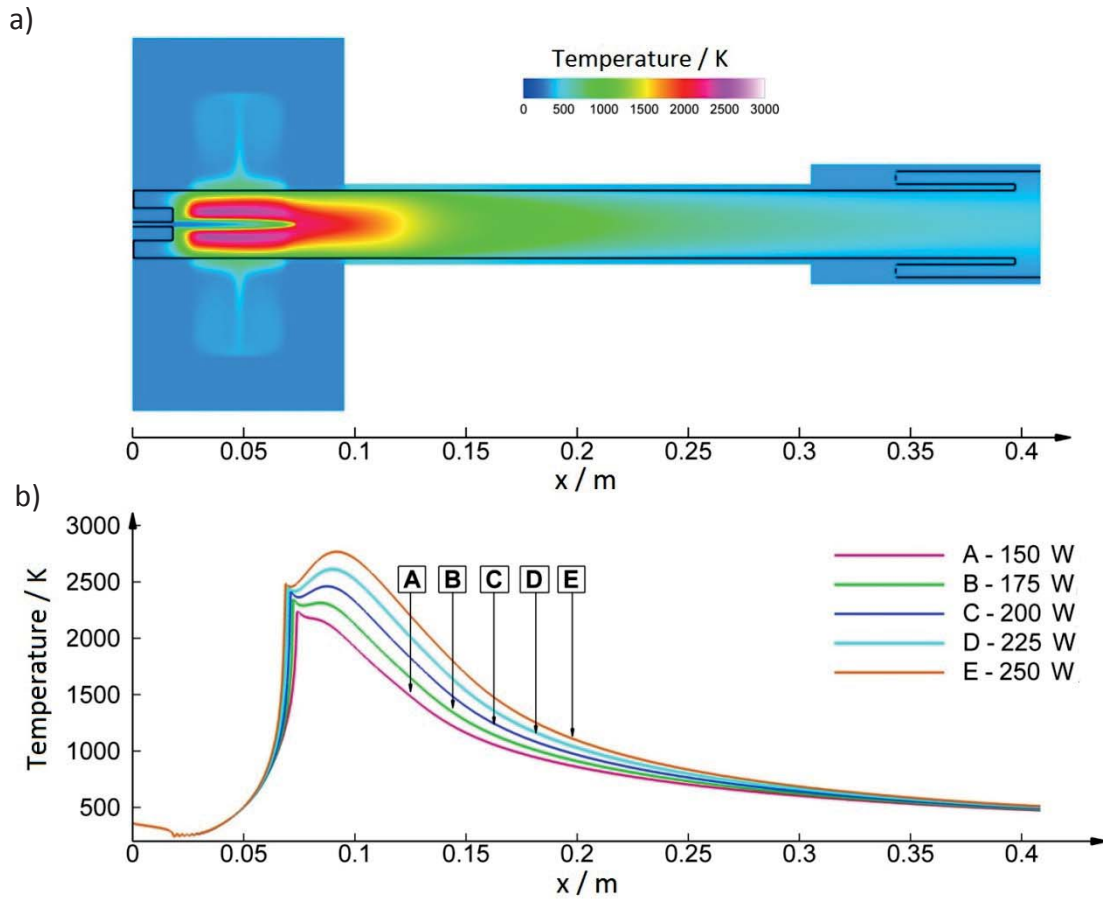 a)
Temperature / K
0 500 1000 1500 2000 2500 3000
0 0.05 0.1 0.15 0.2 0.25 0.3 0.35 0.4
x / m
b)
Temperature / K
3000
2500
2000
1500
1000
500
A B C D E
A - 150 W
B - 175 W
C - 200 W
D - 225 W
E - 250 W
0 0.05 0.1 0.15 0.2 0.25 0.3 0.35 0.4
x / m